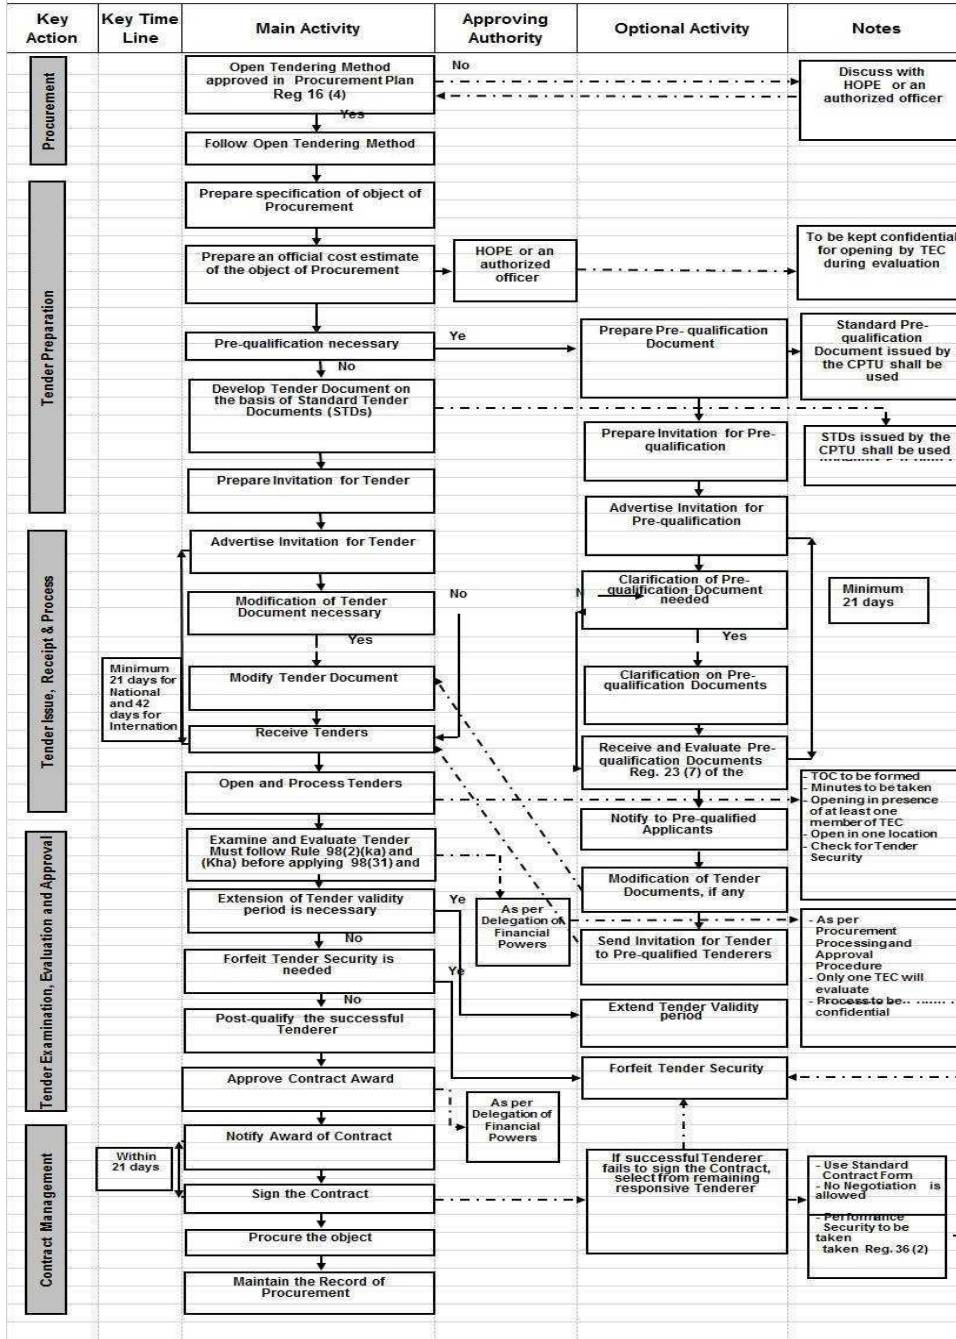 Key Action
Key Time Line
Main Activity
Approving Authority
Optional Activity
Notes
Procurement
Open Tendering Method
approved in Procurement Plan
Reg 16 (4)
No
Discuss with
HOPE or an
authorized officer
Yes
Follow Open Tendering Method
Tender Preparation
Prepare specification of object of
Procurement
Prepare an official cost estimate
of the object of Procurement
HOPE or an
authorized
officer
To be kept confidential
for opening by TEC
during evaluation
Pre-qualification necessary
Ye
Prepare Pre- qualification
Document
Standard Pre-
qualification
Document issued by
the CPTU shall be
used
No
Develop Tender Document on
the basis of Standard Tender
Documents (STDs)
Prepare Invitation for Pre-
qualification
STDs issued by the
CPTU shall be used
Prepare Invitation for Tender
Advertise Invitation for
Pre-qualification
Tender Issue, Receipt & Process
Advertise Invitation for Tender
Minimum
21 days for
National
and 42
days for
Internation
Modification of Tender
Document necessary
No
N
Clarification of Pre-
qualification Document
needed
Minimum
21 days
Yes
Yes
Modify Tender Document
Clarification on Pre-
qualification Documents
Receive Tenders
Receive and Evaluate Pre-
qualification Documents
Reg. 23 (7) of the
Open and Process Tenders
- TOC to be formed
- Minutes to be taken
- Opening in presence
of at least one
member of TEC
- Open in one location
- Check for Tender
Security
Notify to Pre-qualified
Applicants
Tender Examination, Evaluation and Approval
Examine and Evaluate Tender
Must follow Rule 98(2)(ka) and
(Kha) before applying 98(31) and
Modification of Tender
Documents, if any
Extension of Tender validity
period is necessary
Ye
As per
Delegation of
Financial
Powers
- As per
Procurement
Processing and
Approval
Procedure
- Only one TEC will
evaluate
- Process to be
confidential
No
Send Invitation for Tender
to Pre-qualified Tenderers
Forfeit Tender Security is
needed
Ye
No
Extend Tender Validity
period
Post-qualify the successful
Tenderer
Forfeit Tender Security
Approve Contract Award
As per
Delegation of
Financial
Powers
Contract Management
Notify Award of Contract
Within
21 days
If successful Tenderer
fails to sign the Contract,
select from remaining
responsive Tenderer
- Use Standard
Contract Form
- No Negotiation is
allowed
- Performance
Security to be
taken
taken Reg. 36 (2)
Sign the Contract
Procure the object
Maintain the Record of
Procurement